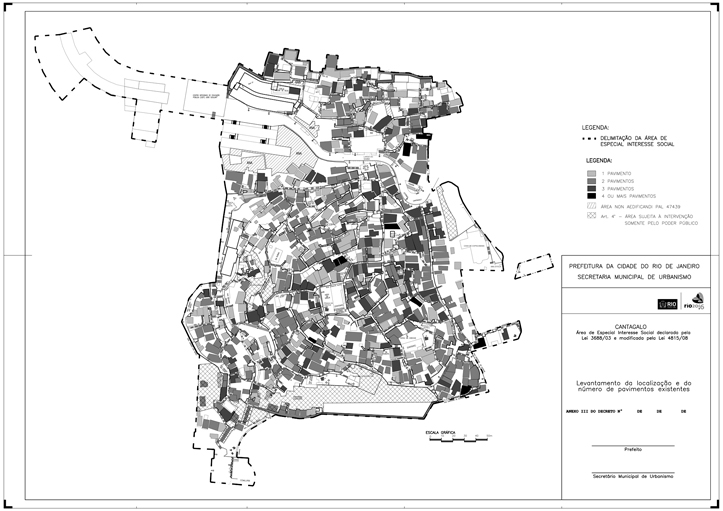 LEGENDA:
DELIMITAÇÃO DA ÁREA DE
ESPECIAL INTERESSE SOCIAL
LEGENDA:
1 PAVIMENTO
2 PAVIMENTOS
3 PAVIMENTOS
4 OU MAIS PAVIMENTOS
ÁREA NON AEDIFICANDI PAL 47439
Art. 4º - ÁREA SUJEITA À INTERVENÇÃO
SOMENTE PELO PODER PÚBLICO
PREFEITURA DA CIDADE DO RIO DE JANEIRO
SECRETARIA MUNICIPAL DE URBANISMO
RIO
rio2016
CANTAGALO
Área de Especial Interesse Social declarada pela
Lei 3688/03 e modificada pela Lei 4815/08
Levantamento da localização e do
número de pavimentos existentes
ANEXO III DO DECRETO Nº DE DE DE
ESCALA GRÁFICA
Prefeito
Secretário Municipal de Urbanismo